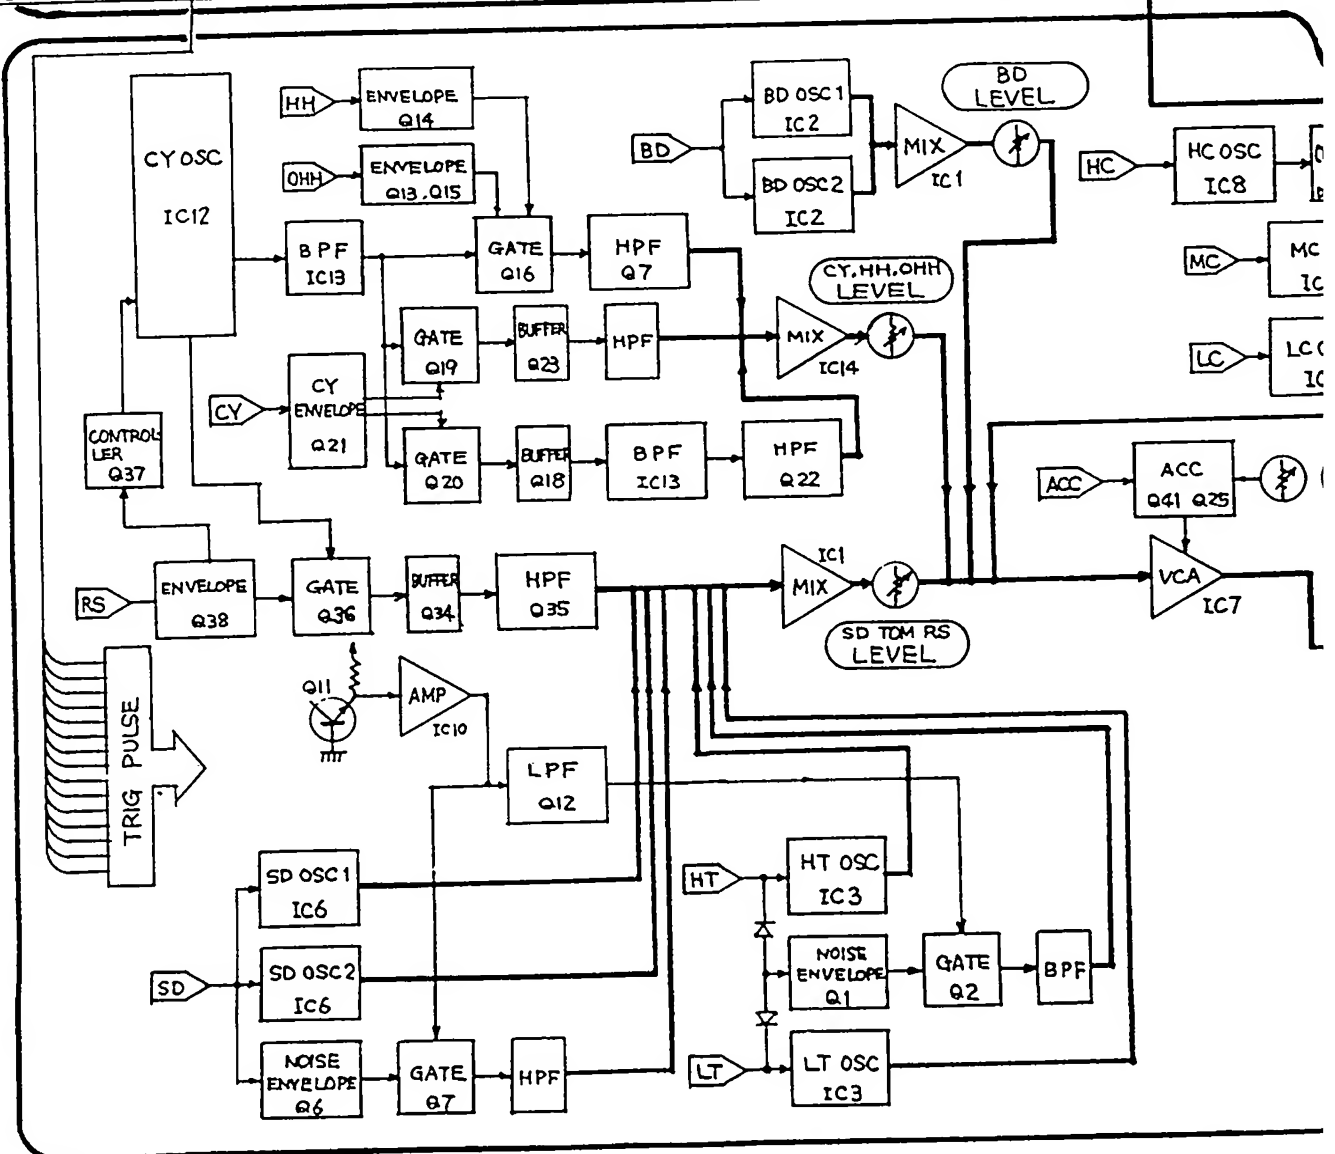 HH
ENVELOPE
Q14
CY OSC
IC12
OHH
ENVELOPE
Q13,Q15
BPF
IC13
GATE
Q16
HPF
Q7
BD
BD OSC1
IC2
BD OSC2
IC2
MIX
IC1
BD
LEVEL
HC
HC OSC
IC8
MC
MC
LC
CY.HH.OHH
LEVEL
GATE
Q19
BUFFER
Q23
HPF
MIX
IC14
CY
CY
ENVELOPE
Q21
CONTROL-
LER
Q37
GATE
Q20
BUFFER
Q18
BPF
IC13
HPF
Q22
ACC
ACC
Q41 Q25
RS
ENVELOPE
Q38
GATE
Q36
BUFFER
Q34
HPF
Q35
IC1
MIX
VCA
IC7
SD TOM RS
LEVEL
TRIG PULSE
Q11
AMP
IC10
LPF
Q12
SD
SD OSC1
IC6
SD OSC2
IC6
NOISE
ENVELOPE
Q6
GATE
Q7
HPF
HT
HT OSC
IC3
NOISE
ENVELOPE
Q1
GATE
Q2
BPF
LT
LT OSC
IC3